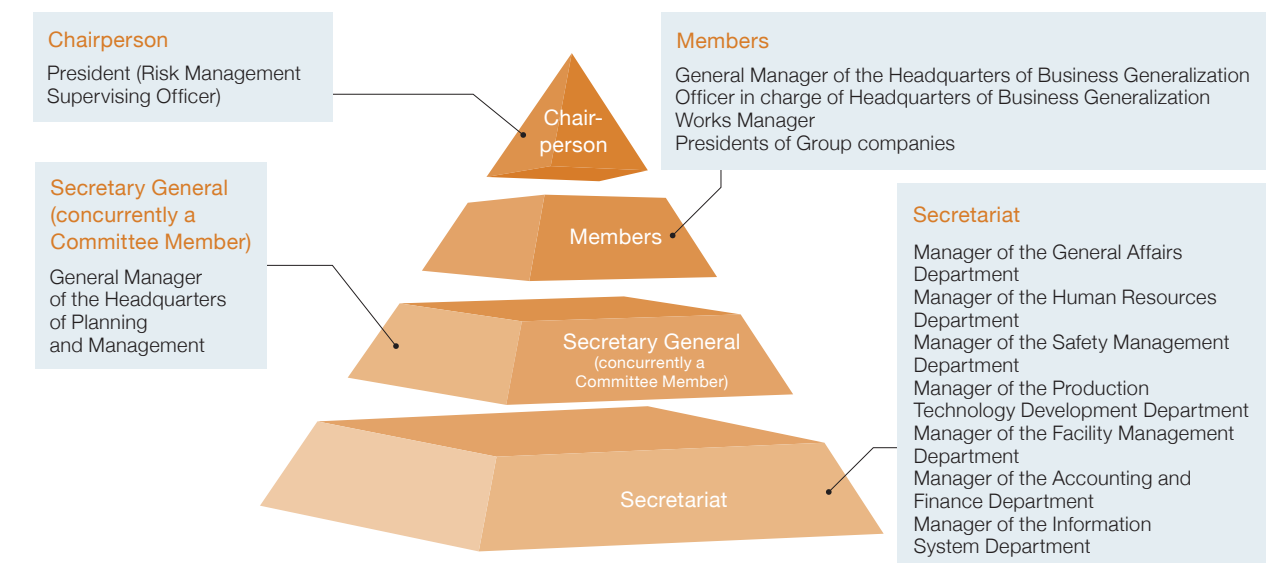 Chairperson
President (Risk Management
Supervising Officer)
Members
General Manager of the Headquarters of Business Generalization
Officer in charge of Headquarters of Business Generalization
Works Manager
Presidents of Group companies
Chair-
person
Secretary General
(concurrently a
Committee Member)
General Manager
of the Headquarters
of Planning
and Management
Members
Secretary General
(concurrently a
Committee Member)
Secretariat
Secretariat
Manager of the General Affairs
Department
Manager of the Human Resources
Department
Manager of the Safety Management
Department
Manager of the Production
Technology Development Department
Manager of the Facility Management
Department
Manager of the Accounting and
Finance Department
Manager of the Information
System Department